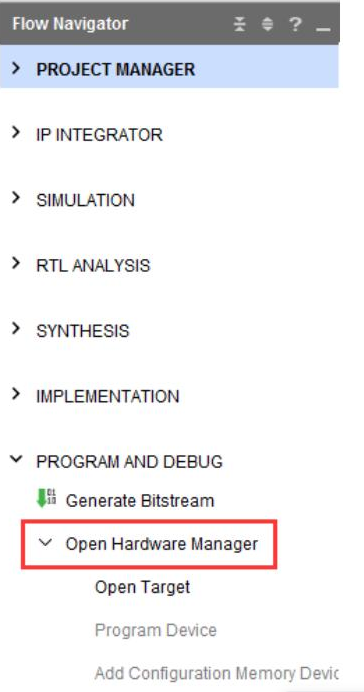 Flow Navigator
PROJECT MANAGER
IP INTEGRATOR
SIMULATION
RTL ANALYSIS
SYNTHESIS
IMPLEMENTATION
PROGRAM AND DEBUG
Generate Bitstream
Open Hardware Manager
Open Target
Program Device
Add Configuration Memory Devic